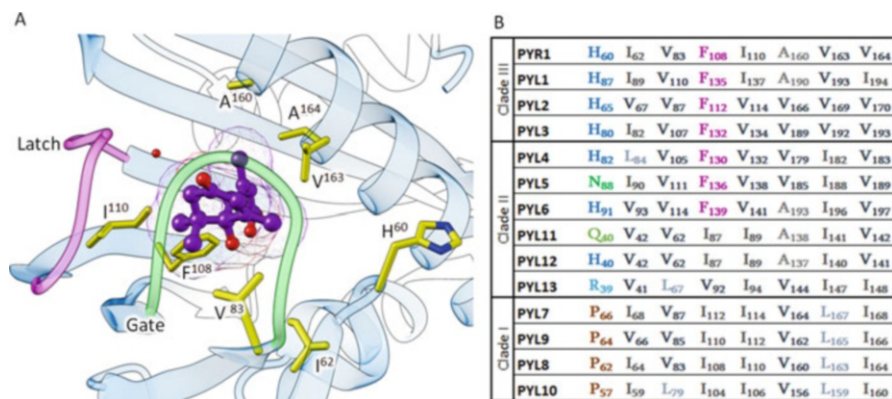 A
A160
A164
Latch
V163
I110
H60
F108
V83
Gate
I62
B
Clade III
PYR1 H60 I62 V83 F108 I110 A160 V163 V164
PYL1 H87 I89 V110 F135 I137 A190 V193 I194
PYL2 H65 V67 V87 F112 V114 V166 V169 V170
PYL3 H80 I82 V107 F132 V134 V189 V192 V193
Clade II
PYL4 H82 L84 V105 F130 V132 V179 I182 V183
PYL5 N88 I90 V111 F136 V138 V185 I188 V189
PYL6 H91 V93 V114 F139 V141 A193 I196 V197
PYL11 Q40 V42 V62 I87 I89 A138 I141 V142
PYL12 H40 V42 V62 I87 I89 A137 I140 V141
PYL13 R39 V41 L67 V92 I94 V144 I147 I148
Clade I
PYL7 P66 I68 V87 I112 I114 V164 L167 I168
PYL9 P64 V66 V85 I110 I112 V162 L165 I166
PYL8 P62 I64 V83 I108 I110 V160 L163 I164
PYL10 P57 I59 L79 I104 I106 V156 L159 I160